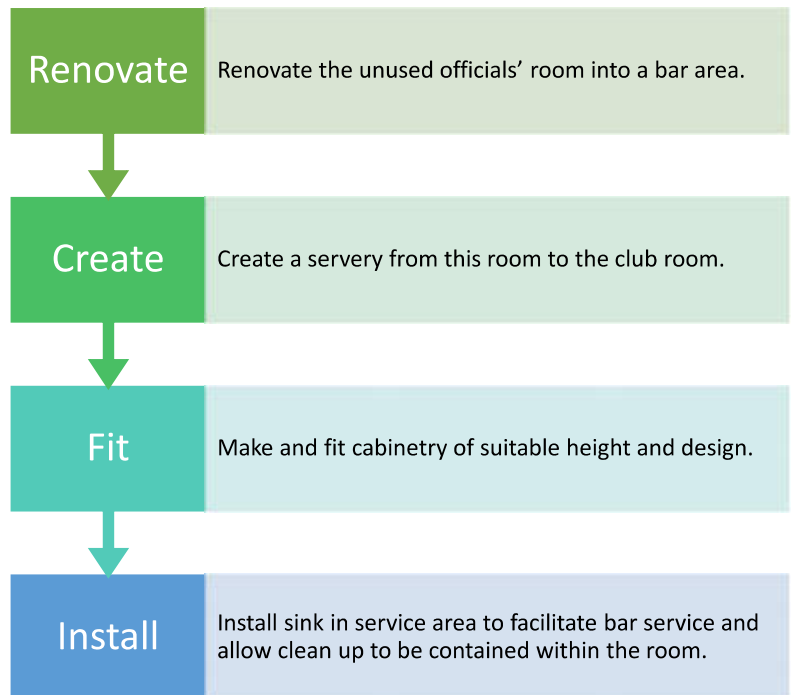 Renovate
Renovate the unused officials’ room into a bar area.
Create
Create a servery from this room to the club room.
Fit
Make and fit cabinetry of suitable height and design.
Install
Install sink in service area to facilitate bar service and
allow clean up to be contained within the room.